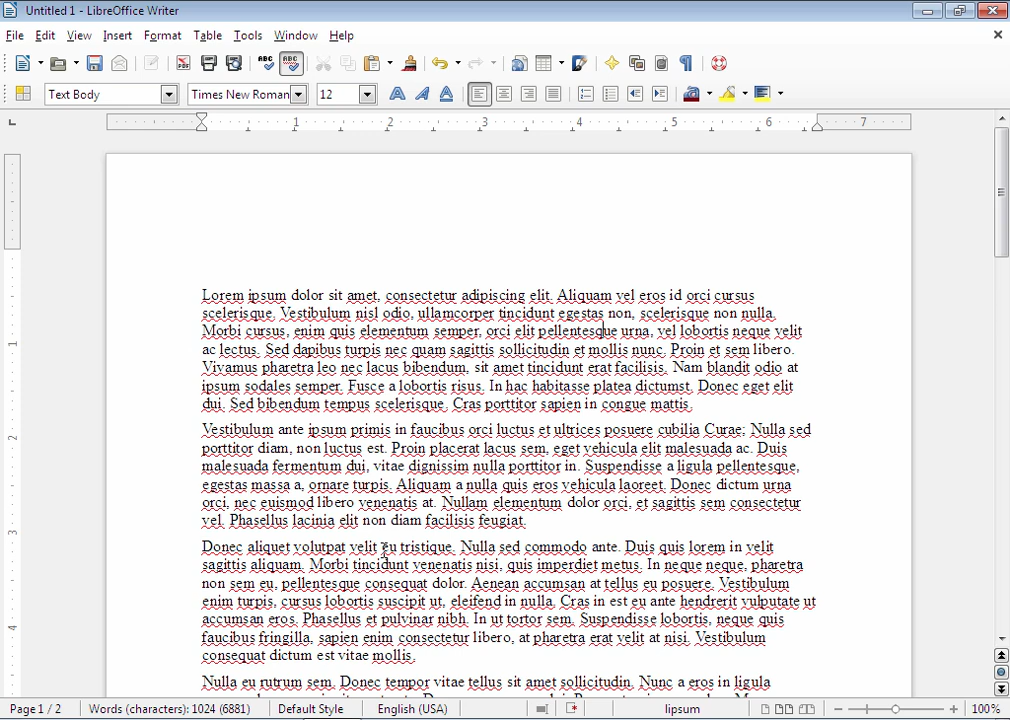 Untitled 1 - LibreOffice Writer
File Edit View Insert Format Table Tools Window Help
Text Body Times New Roman 12
1 2 3 4 5 6 7
Lorem ipsum dolor sit amet, consectetur adipiscing elit. Aliquam vel eros id orci cursus
scelerisque. Vestibulum nisl odio, ullamcorper tincidunt egestas non, scelerisque non nulla.
Morbi cursus, enim quis elementum semper, orci elit pellentesque urna, vel lobortis neque velit
ac lectus. Sed dapibus turpis nec quam sagittis sollicitudin et mollis nunc. Proin et sem libero.
Vivamus pharetra leo nec lacus bibendum, sit amet tincidunt erat facilisis. Nam blandit odio at
ipsum sodales semper. Fusce a lobortis risus. In hac habitasse platea dictumst. Donec eget elit
dui. Sed bibendum tempus scelerisque. Cras porttitor sapien in congue mattis.
Vestibulum ante ipsum primis in faucibus orci luctus et ultrices posuere cubilia Curae; Nulla sed
porttitor diam, non luctus est. Proin placerat lacus sem, eget vehicula elit malesuada ac. Duis
malesuada fermentum dui, vitae dignissim nulla porttitor in. Suspendisse a ligula pellentesque,
egestas massa a, ornare turpis. Aliquam a nulla quis eros vehicula laoreet. Donec dictum urna
orci, nec euismod libero venenatis at. Nullam elementum dolor orci, et sagittis sem consectetur
vel. Phasellus lacinia elit non diam facilisis feugiat.
Donec aliquet volutpat velit eu tristique. Nulla sed commodo ante. Duis quis lorem in velit
sagittis aliquam. Morbi tincidunt venenatis nisi, quis imperdiet metus. In neque neque, pharetra
non sem eu, pellentesque consequat dolor. Aenean accumsan at tellus eu posuere. Vestibulum
enim turpis, cursus lobortis suscipit ut, eleifend in nulla. Cras in est eu ante hendrerit vulputate ut
accumsan eros. Phasellus et pulvinar nibh. In ut tortor sem. Suspendisse lobortis, neque quis
faucibus fringilla, sapien enim consectetur libero, at pharetra erat velit at nisi. Vestibulum
consequat dictum est vitae mollis.
Nulla eu rutrum sem. Donec tempor vitae tellus sit amet sollicitudin. Nunc a eros in ligula
1
2
3
4
Page 1 / 2 Words (characters): 1024 (6881) Default Style English (USA) lipsum 100%